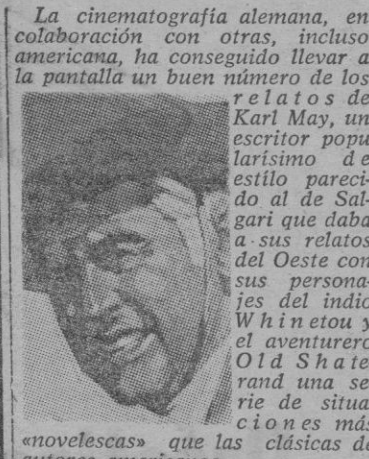 La cinematografía alemana, en
colaboración con otras, incluso
americana, ha conseguido llevar a
la pantalla un buen número de los
relatos de
Karl May, un
escritor popu
larísimo de
estilo pareci-
do al de Sal-
gari que daba
a sus relatos
del Oeste con
sus persona-
jes del indio
Whinetou y
el aventurero
Old Shate
rand una se
rie de situa
ciones más
«novelescas» que las clásicas de
autores americanos